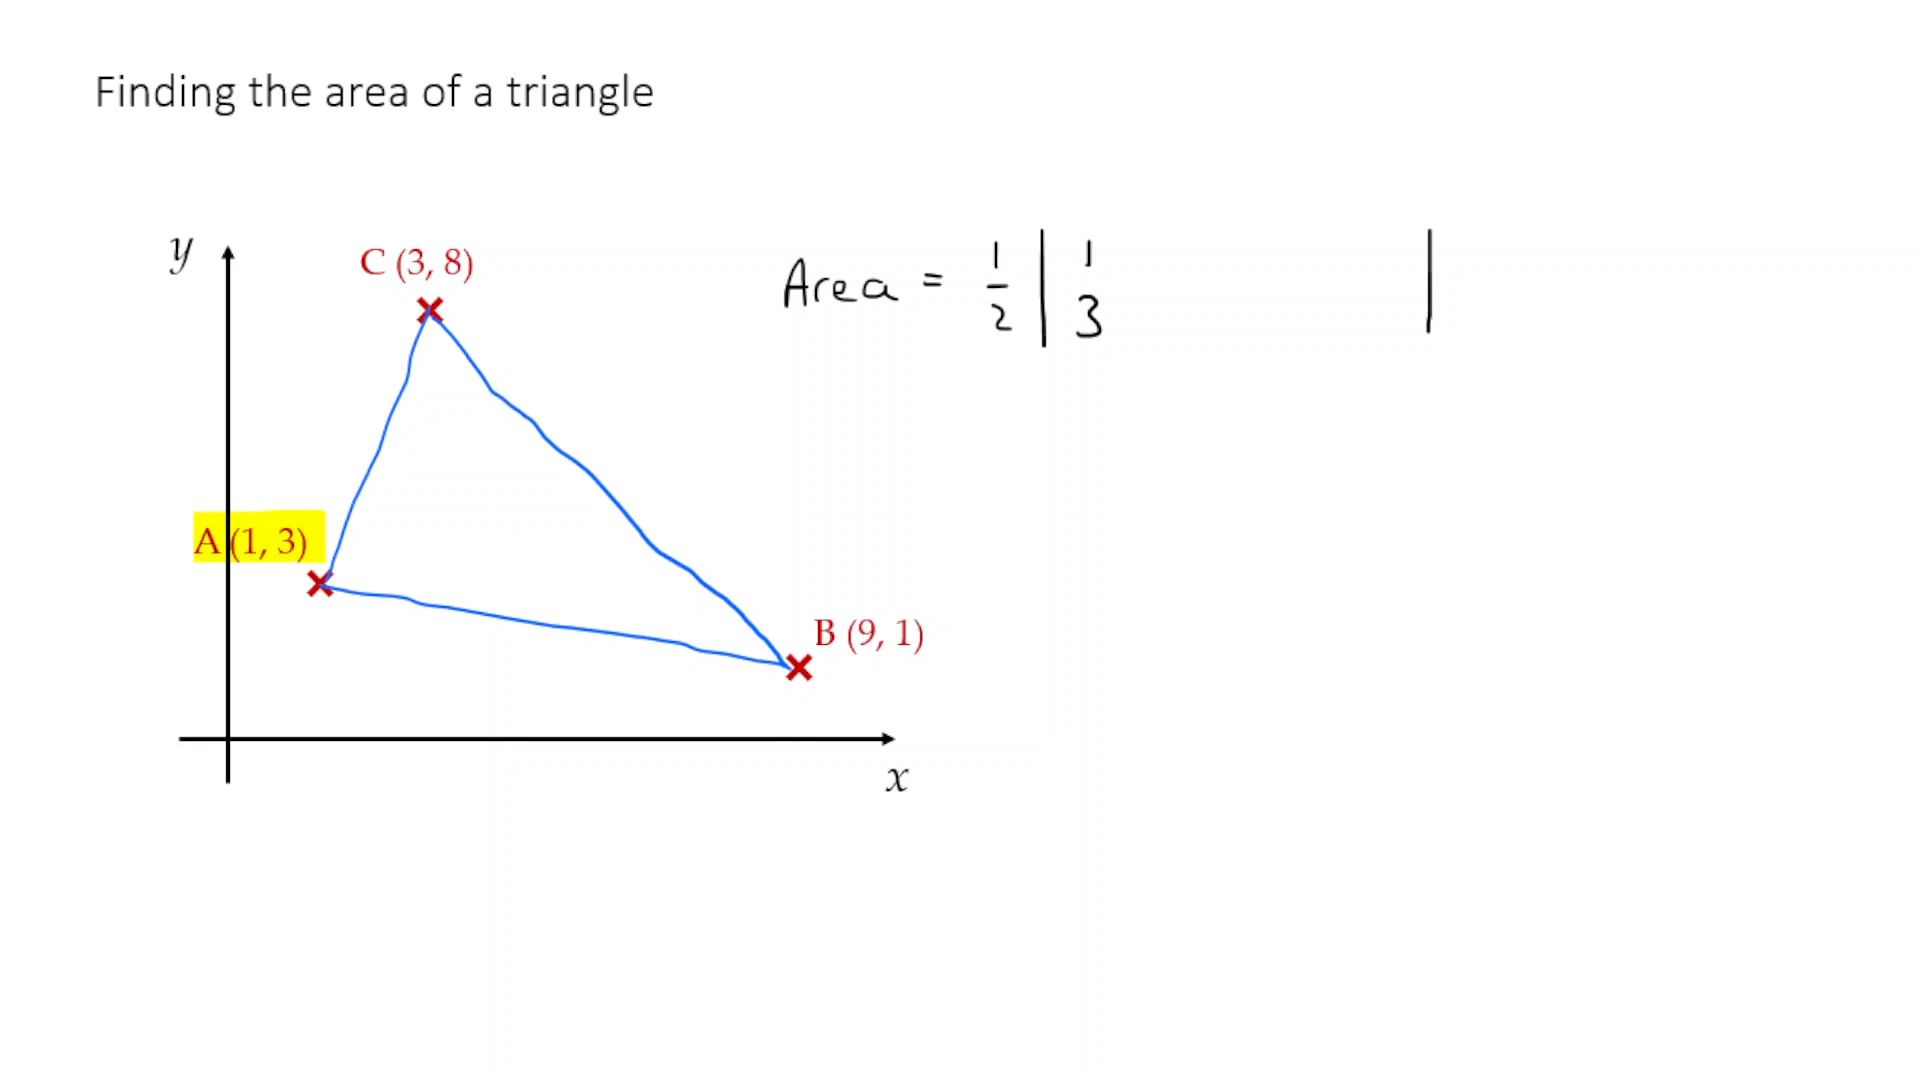 Finding the area of a triangle
y
C (3, 8)
Area = 1/2 | 1 |
3
A (1, 3)
B (9, 1)
x